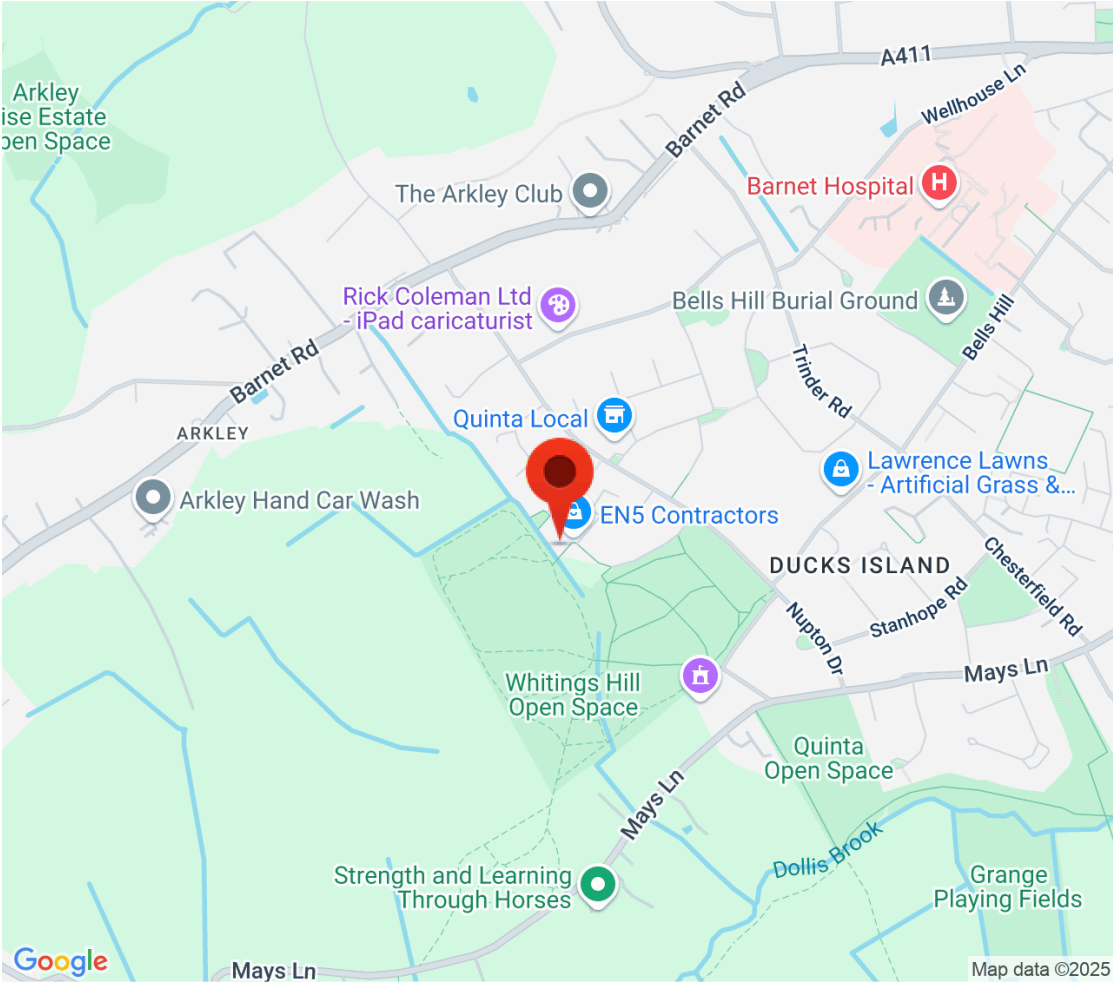 A411
Wellhouse Ln
Arkley
ise Estate
pen Space
Barnet Rd
The Arkley Club
Barnet Hospital
H
Rick Coleman Ltd
- iPad caricaturist
Bells Hill Burial Ground
Bells Hill
Barnet Rd
Trinder Rd
Quinta Local
ARKLEY
Lawrence Lawns
- Artificial Grass &...
Arkley Hand Car Wash
EN5 Contractors
DUCKS ISLAND
Chesterfield Rd
Stanhope Rd
Nupton Dr
Mays Ln
Whitings Hill
Open Space
Quinta
Open Space
Mays Ln
Dollis Brook
Strength and Learning
Through Horses
Grange
Playing Fields
Google
Mays Ln
Map data ©2025